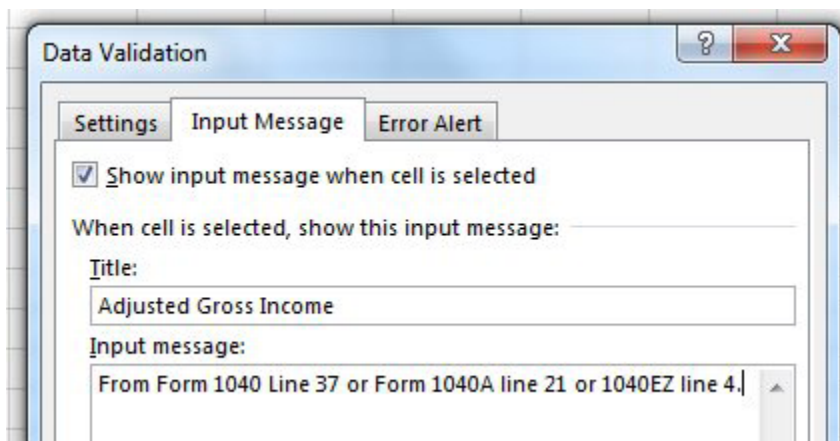 Data Validation
Settings Input Message Error Alert
Show input message when cell is selected
When cell is selected, show this input message:
Title:
Adjusted Gross Income
Input message:
From Form 1040 Line 37 or Form 1040A line 21 or 1040EZ line 4.